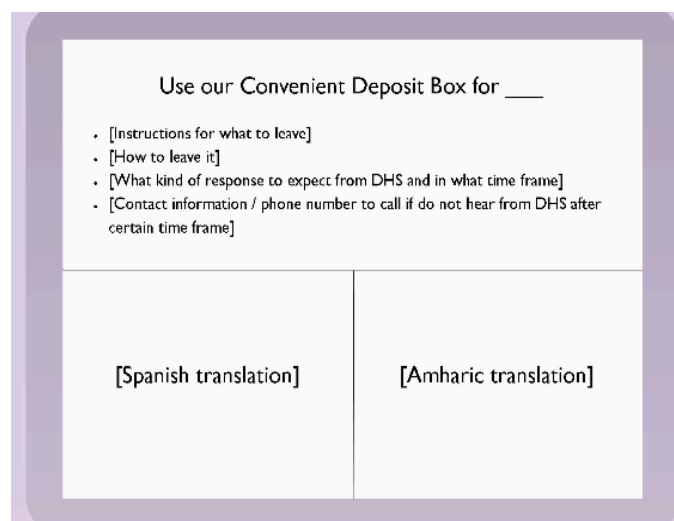 Use our Convenient Deposit Box for ___
• [Instructions for what to leave]
• [How to leave it]
• [What kind of response to expect from DHS and in what time frame]
• [Contact information / phone number to call if do not hear from DHS after
certain time frame]
[Spanish translation]
[Amharic translation]